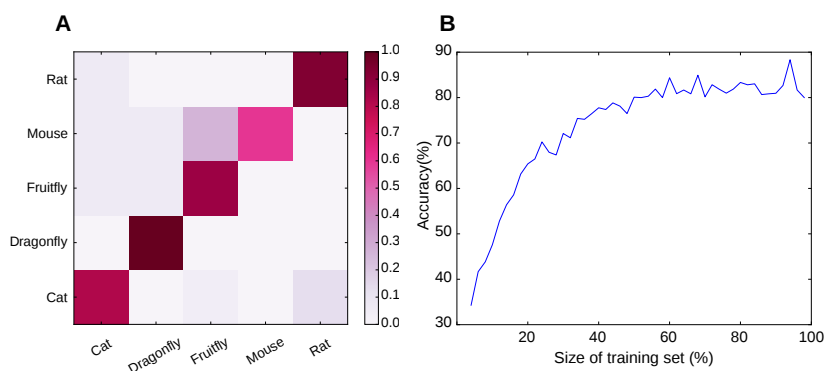 A
Rat
Mouse
Fruitfly
Dragonfly
Cat
Cat
Dragonfly
Fruitfly
Mouse
Rat
1.0
0.9
0.8
0.7
0.6
0.5
0.4
0.3
0.2
0.1
0.0
B
Accuracy(%)
90
80
70
60
50
40
30
20
40
60
80
100
Size of training set (%)